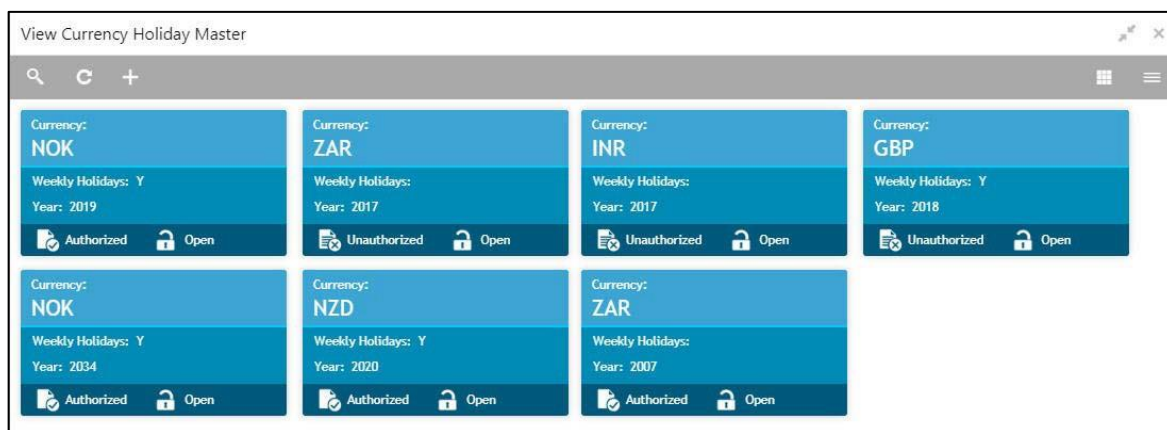 View Currency Holiday Master
Currency:
NOK
Weekly Holidays: Y
Year: 2019
Authorized Open
Currency:
ZAR
Weekly Holidays:
Year: 2017
Unauthorized Open
Currency:
INR
Weekly Holidays:
Year: 2017
Unauthorized Open
Currency:
GBP
Weekly Holidays: Y
Year: 2018
Unauthorized Open
Currency:
NOK
Weekly Holidays: Y
Year: 2034
Authorized Open
Currency:
NZD
Weekly Holidays: Y
Year: 2020
Authorized Open
Currency:
ZAR
Weekly Holidays:
Year: 2007
Authorized Open